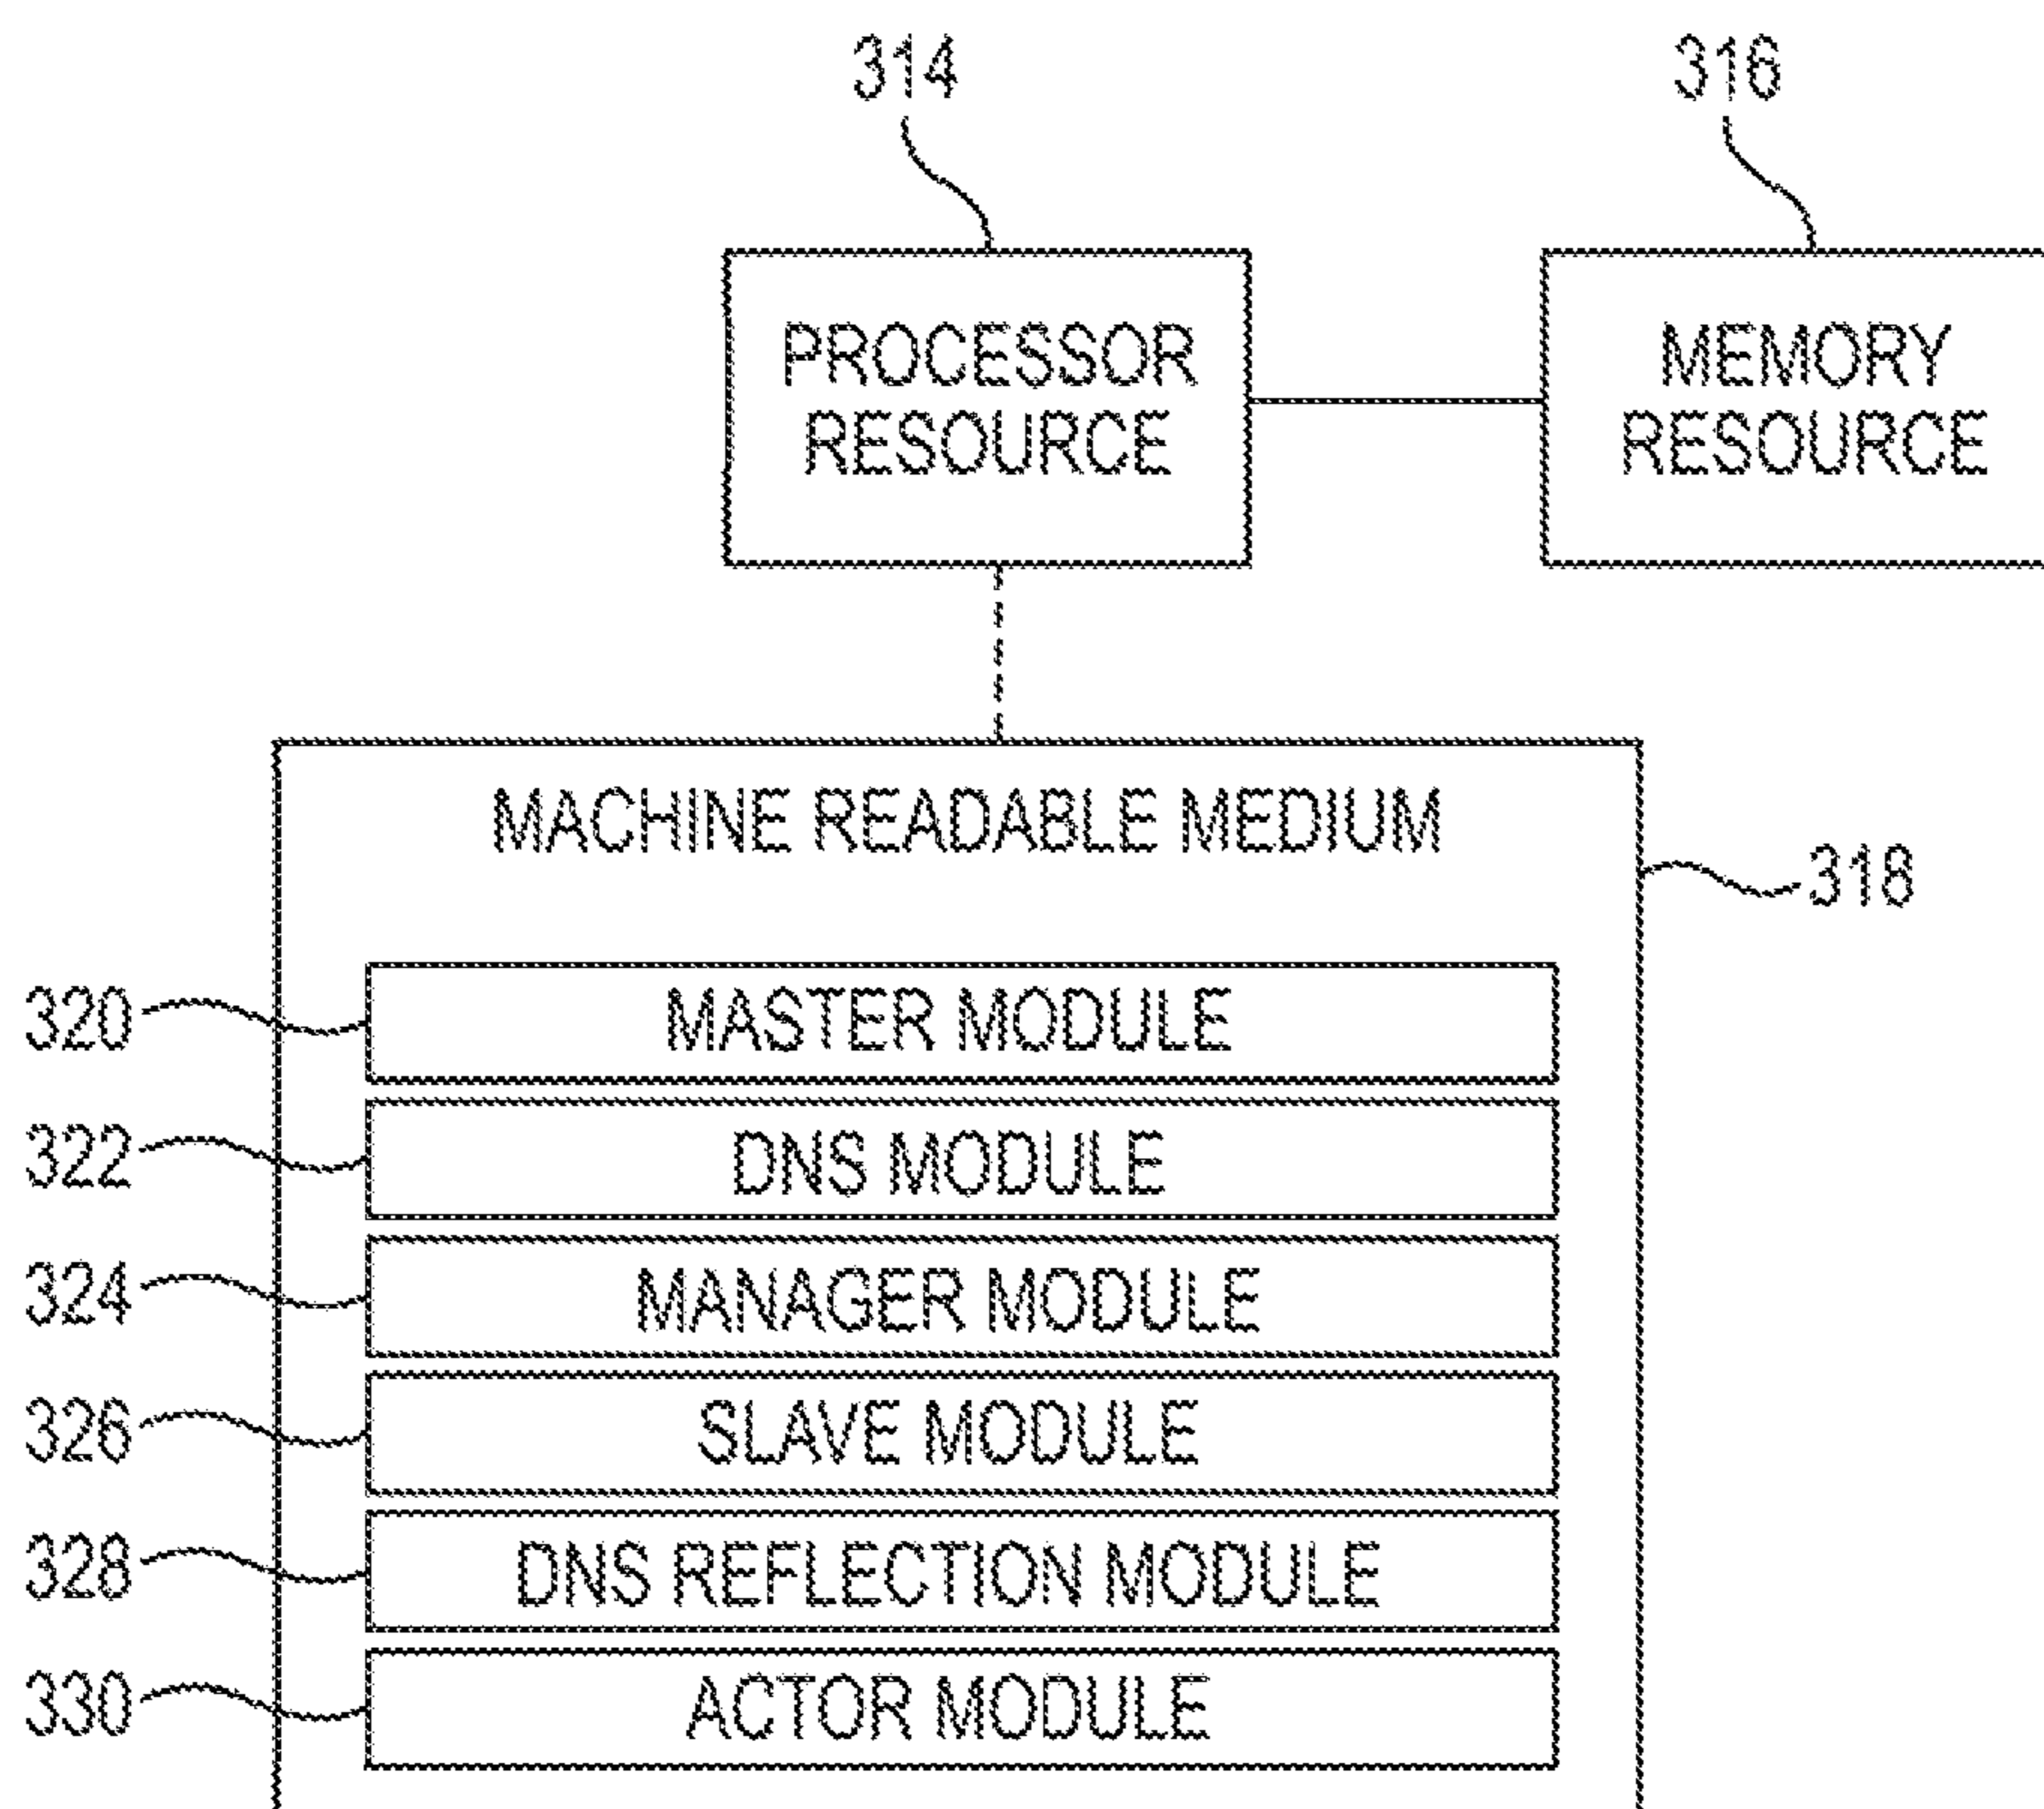 314
316
PROCESSOR
RESOURCE
MEMORY
RESOURCE
MACHINE READABLE MEDIUM
318
320
MASTER MODULE
322
DNS MODULE
324
MANAGER MODULE
326
SLAVE MODULE
328
DNS REFLECTION MODULE
330
ACTOR MODULE